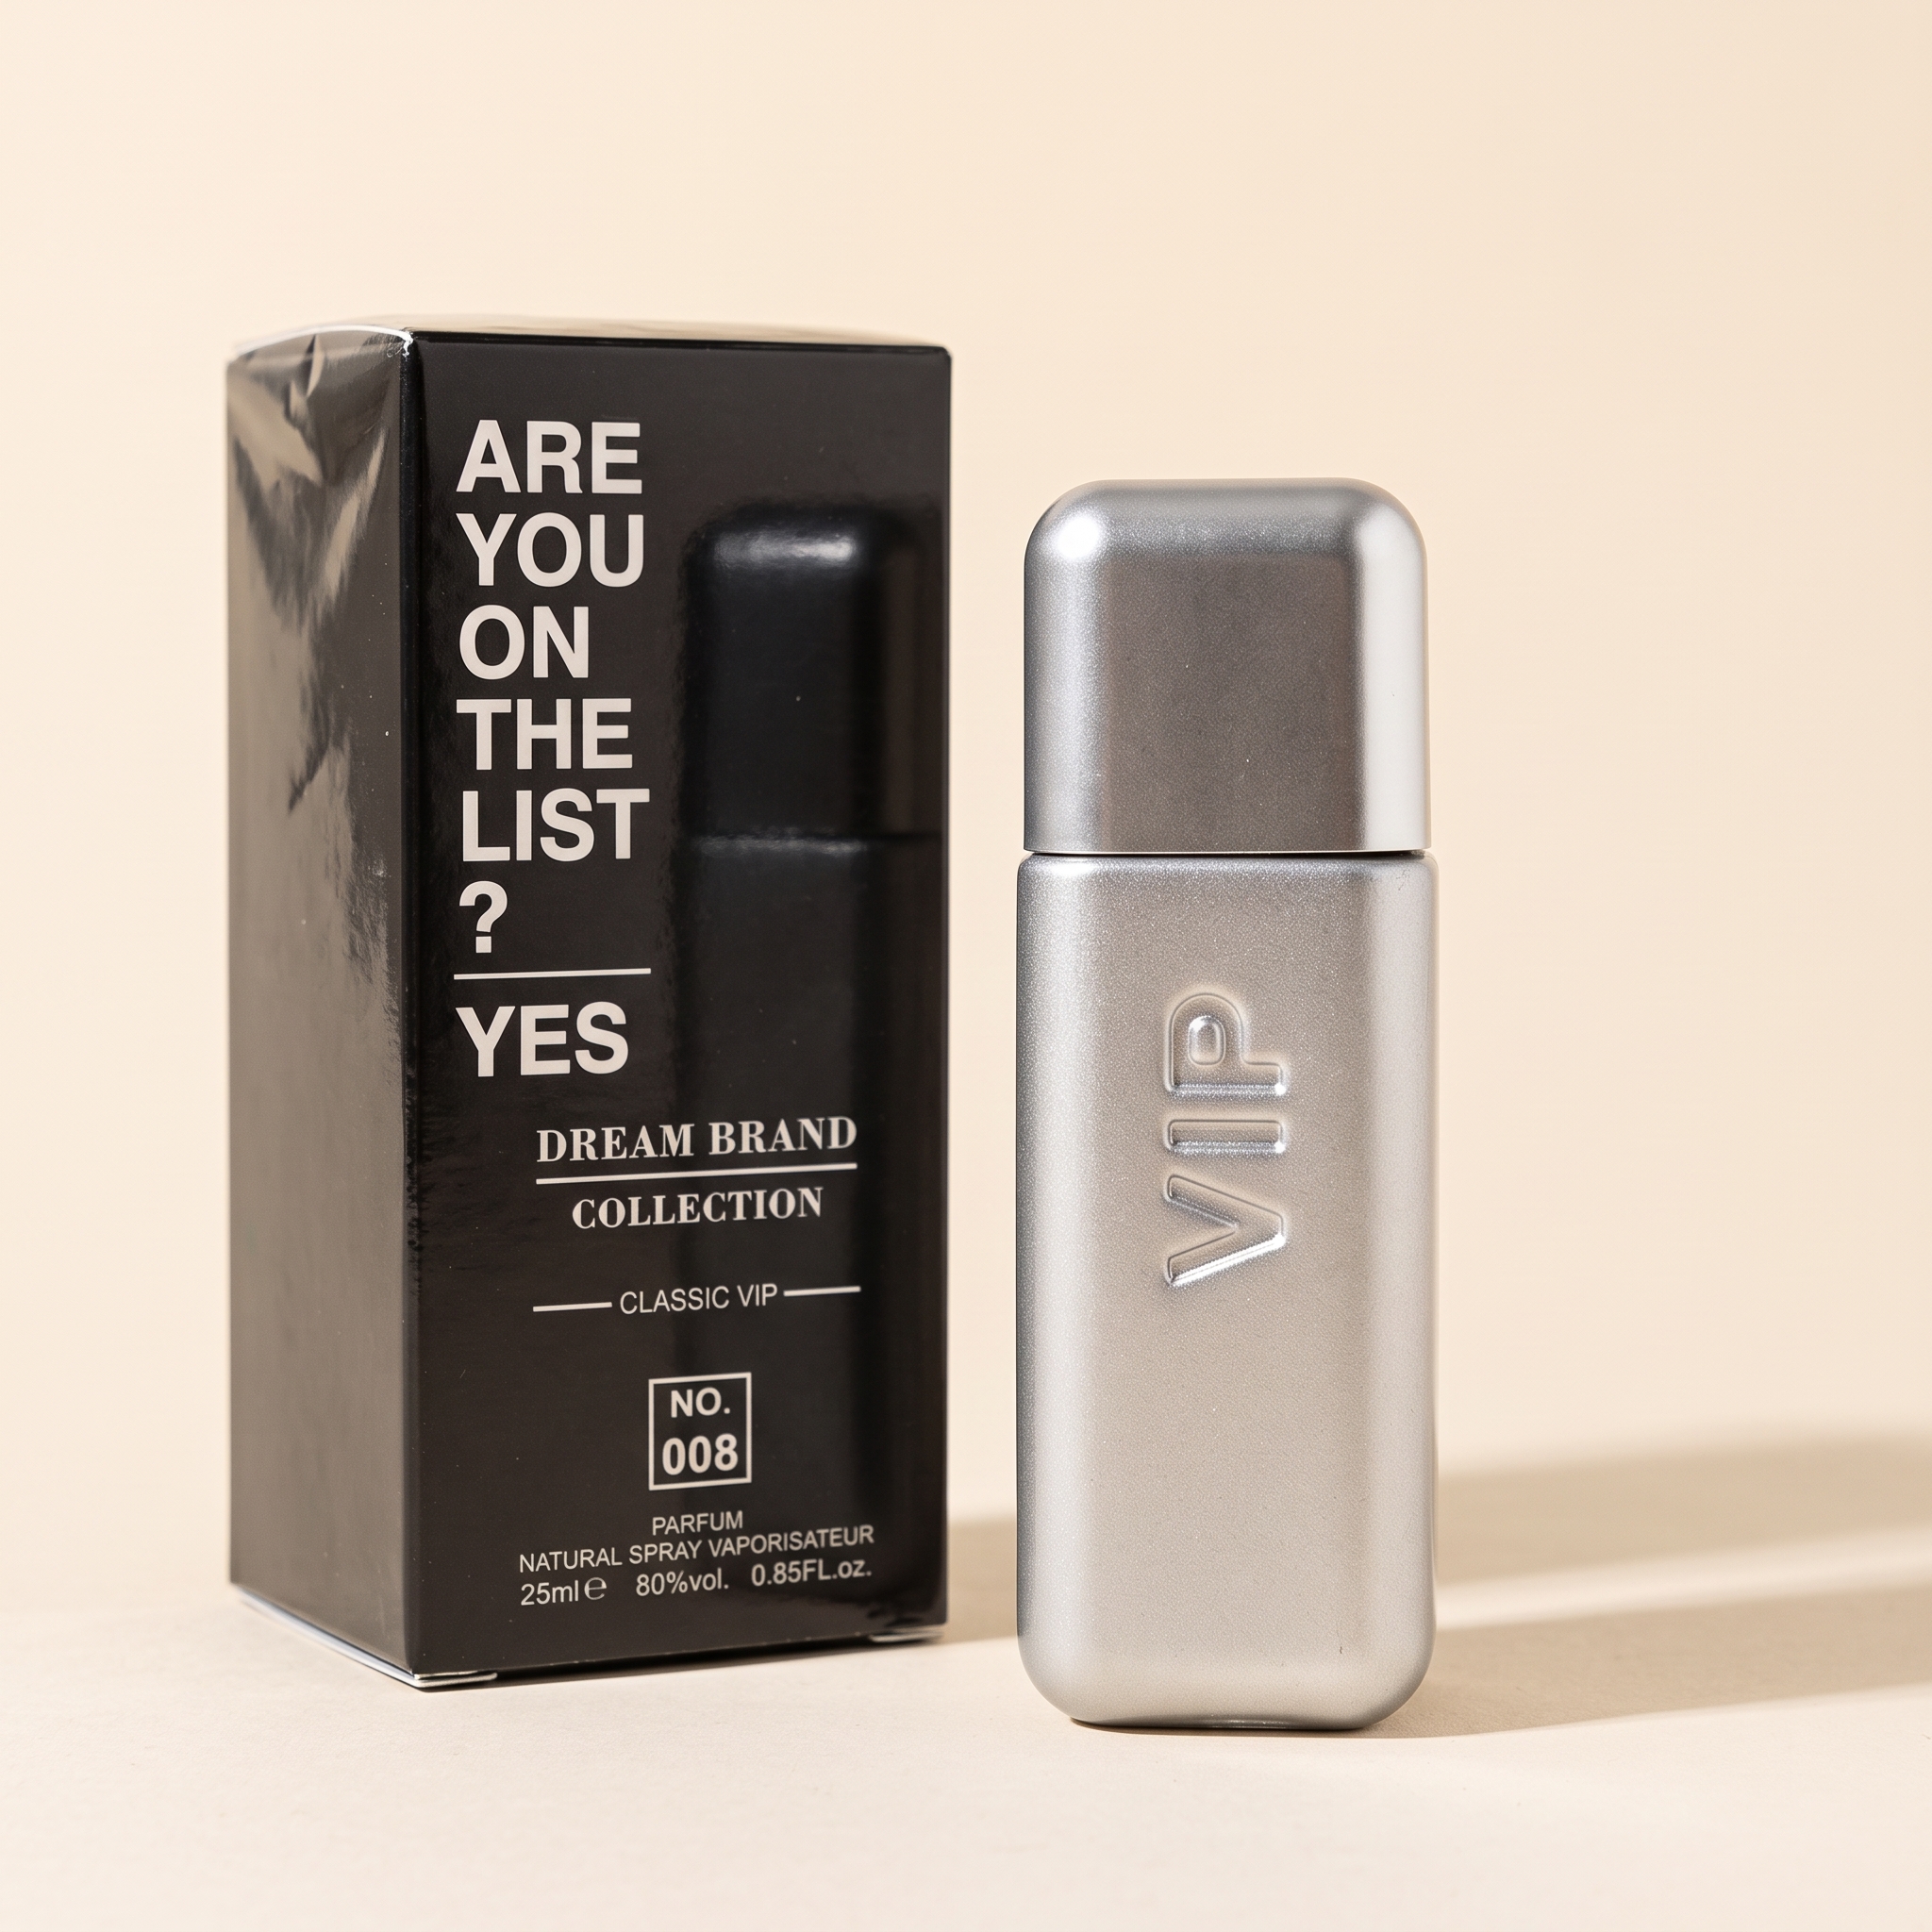 ARE
YOU
ON
THE
LIST
?
YES
DREAM BRAND
COLLECTION
CLASSIC VIP
NO.
008
PARFUM
NATURAL SPRAY VAPORISATEUR
25ml℮ 80%vol. 0.85FL.oz.
VIP